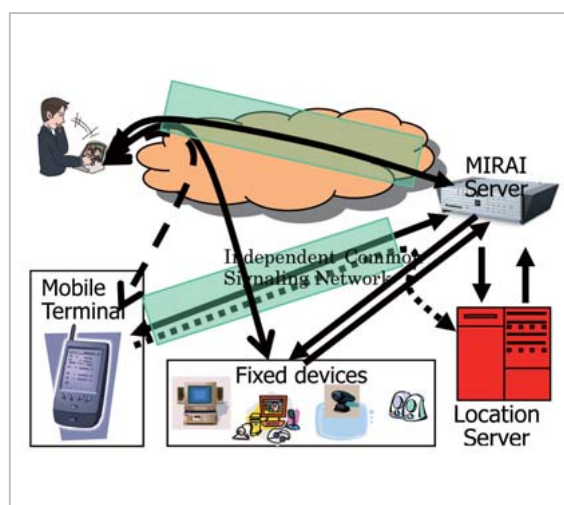 MIRAI
Server
Independent Common
Signaling Network
Mobile
Terminal
Fixed devices
Location
Server